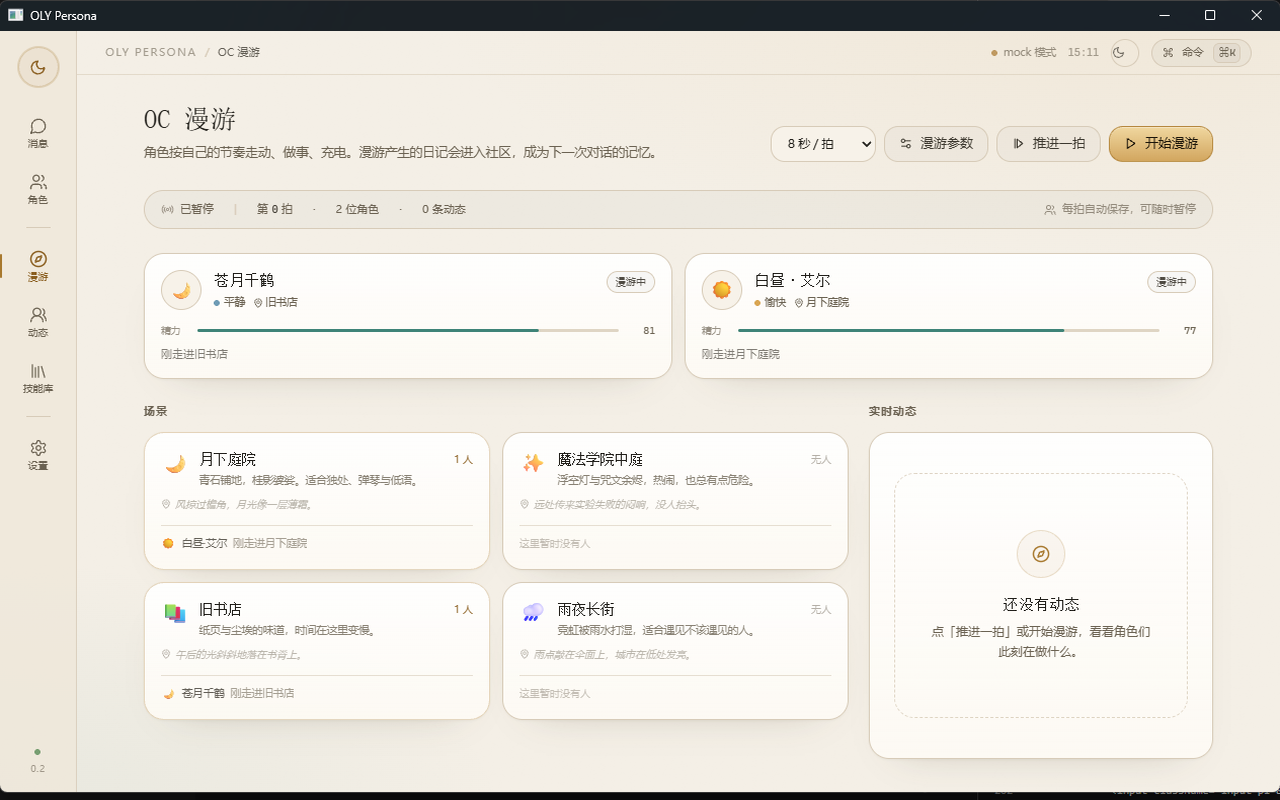 OLY Persona
OLY PERSONA / OC 漫游
mock 模式 15:11 ⌘ 命令 ⌘K
消息
角色
漫游
动态
技能库
设置
0.2
OC 漫游
角色按自己的节奏走动、做事、充电。漫游产生的日记会进入社区，成为下一次对话的记忆。
8 秒 / 拍 漫游参数 推进一拍 开始漫游
已暂停 | 第 0 拍 · 2 位角色 · 0 条动态 每拍自动保存，可随时暂停
苍月千鹤 漫游中
平静 旧书店
精力 81
刚走进旧书店
白昼 · 艾尔 漫游中
愉快 月下庭院
精力 77
刚走进月下庭院
场景
月下庭院 1 人
青石铺地，桂影婆娑。适合独处、弹琴与低语。
风掠过檐角，月光像一层薄霜。
白昼·艾尔 刚走进月下庭院
魔法学院中庭 无人
浮空灯与咒文余烬，热闹，也总有点危险。
远处传来实验失败的闷响，没人抬头。
这里暂时没有人
旧书店 1 人
纸页与尘埃的味道，时间在这里变慢。
午后的光斜斜地落在书脊上。
苍月千鹤 刚走进旧书店
雨夜长街 无人
霓虹被雨水打湿，适合遇见不该遇见的人。
雨点敲在伞面上，城市在低处发亮。
这里暂时没有人
实时动态
还没有动态
点「推进一拍」或开始漫游，看看角色们
此刻在做什么。